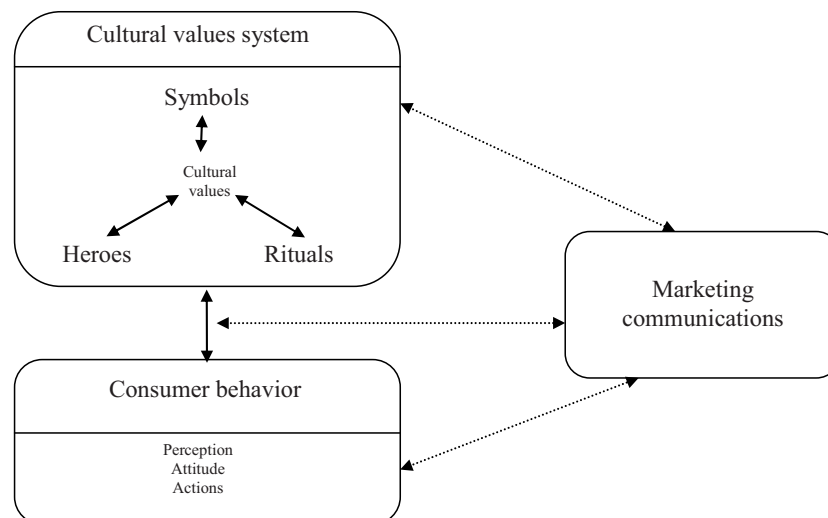 Cultural values system
Symbols
Cultural
values
Heroes
Rituals
Marketing
communications
Consumer behavior
Perception
Attitude
Actions